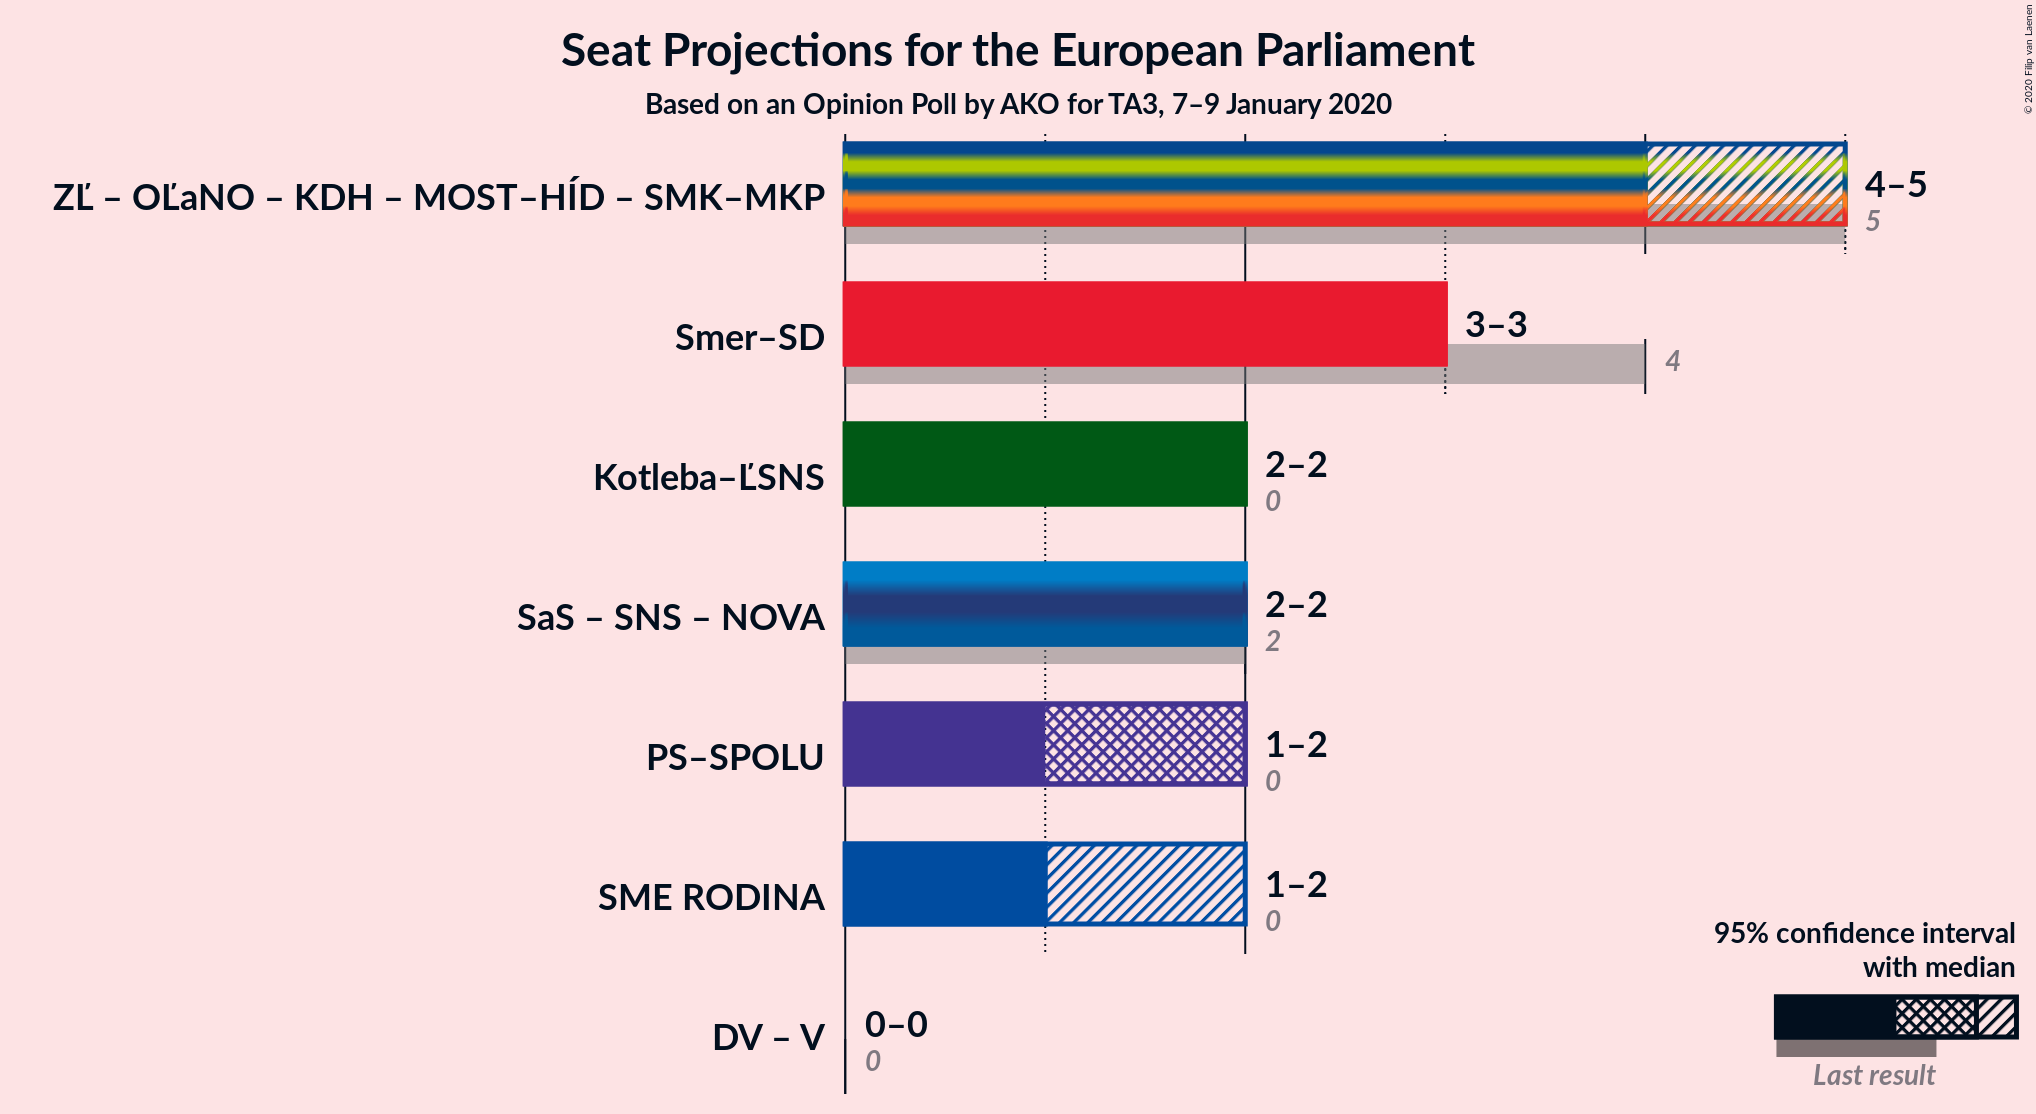 Seat Projections for the European Parliament
Based on an Opinion Poll by AKO for TA3, 7–9 January 2020
© 2020 Filip van Laenen
ZĽ – OĽaNO – KDH – MOST–HÍD – SMK–MKP
4–5
5
Smer–SD
3–3
4
Kotleba–ĽSNS
2–2
0
SaS – SNS – NOVA
2–2
2
PS–SPOLU
1–2
0
SME RODINA
1–2
0
DV – V
0–0
0
95% confidence interval
with median
Last result